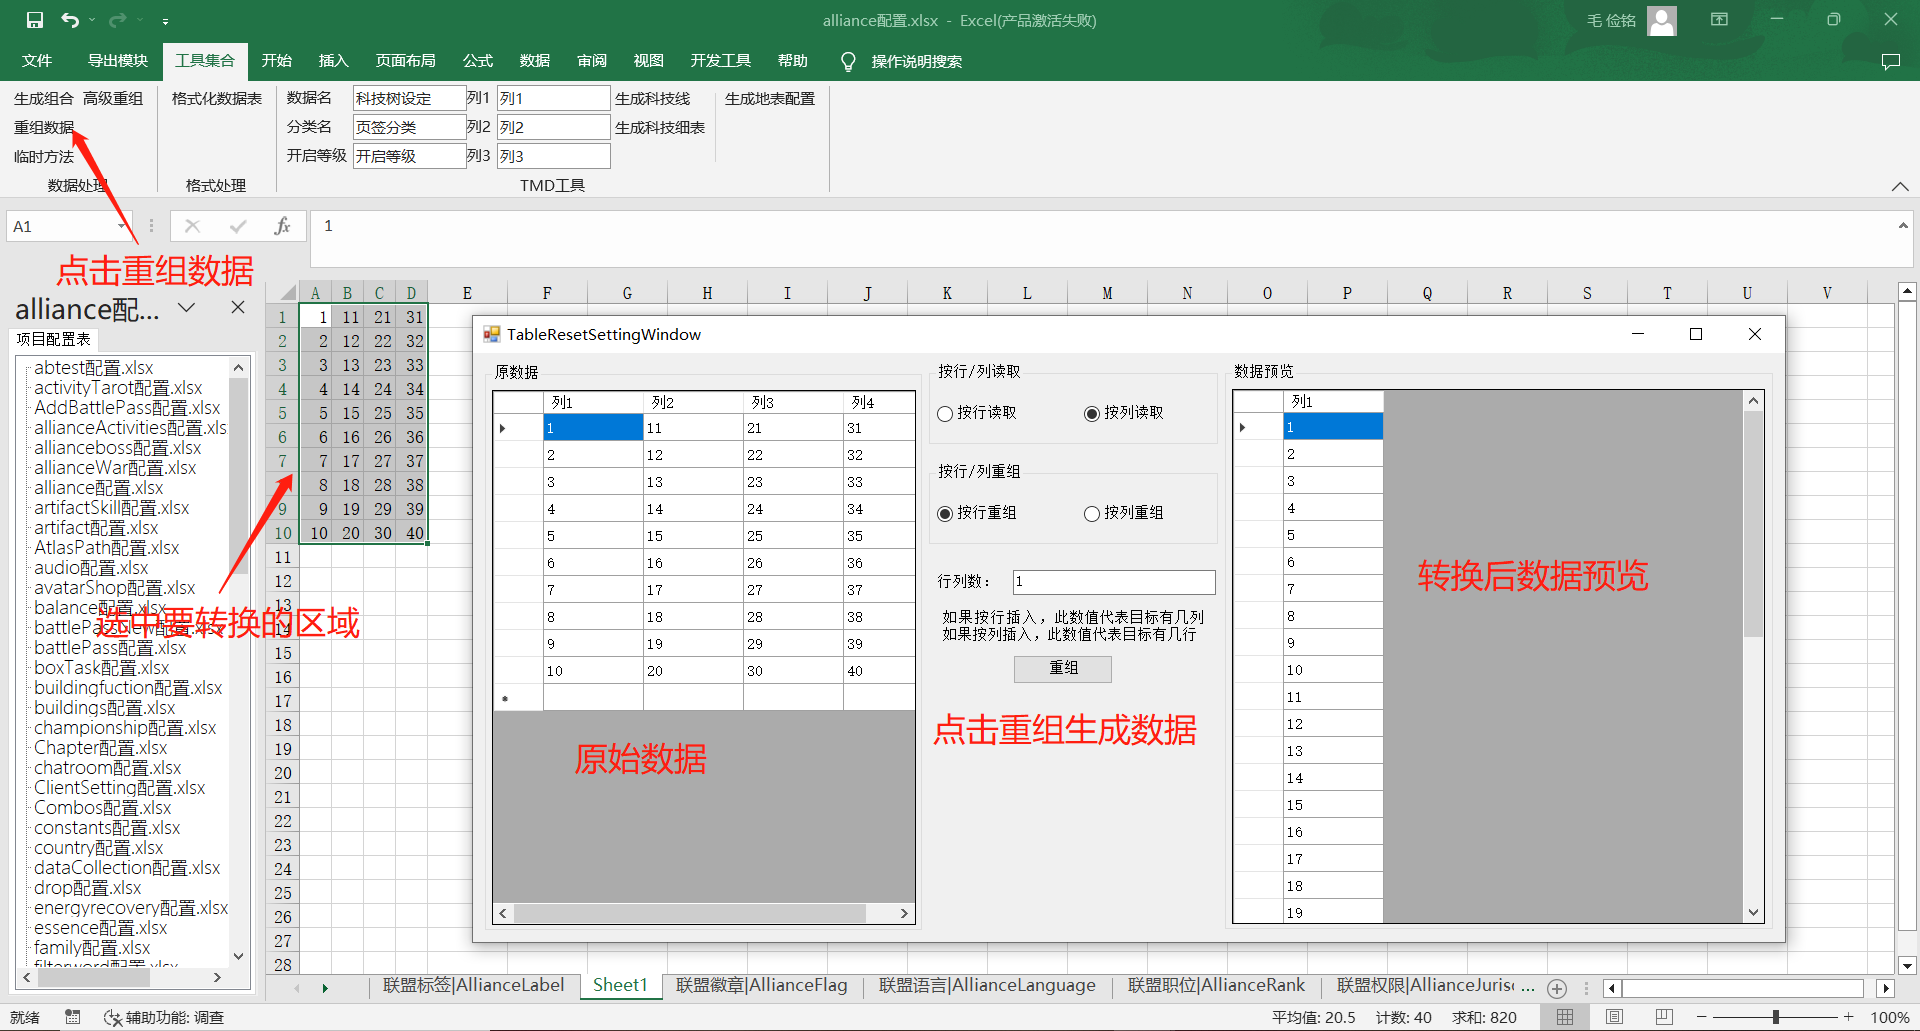 alliance配置.xlsx - Excel(产品激活失败)
毛 俭铭
文件 导出模块 工具集合 开始 插入 页面布局 公式 数据 审阅 视图 开发工具 帮助 操作说明搜索
生成组合 高级重组 格式化数据表 数据名 科技树设定 列1 列1 生成科技线 生成地表配置
重组数据 分类名 页签分类 列2 列2 生成科技细表
临时方法 开启等级 开启等级 列3 列3
数据处理 格式处理 TMD工具
A1 fx 1
点击重组数据
alliance配...
项目配置表
abtest配置.xlsx
activityTarot配置.xlsx
AddBattlePass配置.xlsx
allianceActivities配置.xls
allianceboss配置.xlsx
allianceWar配置.xlsx
alliance配置.xlsx
artifactSkill配置.xlsx
artifact配置.xlsx
AtlasPath配置.xlsx
audio配置.xlsx
avatarShop配置.xlsx
balance配置.xlsx
battlePassNew配置.xlsx
battlePass配置.xlsx
boxTask配置.xlsx
buildingfuction配置.xlsx
buildings配置.xlsx
championship配置.xlsx
Chapter配置.xlsx
chatroom配置.xlsx
ClientSetting配置.xlsx
Combos配置.xlsx
constants配置.xlsx
country配置.xlsx
dataCollection配置.xlsx
drop配置.xlsx
energyrecovery配置.xlsx
essence配置.xlsx
family配置.xlsx
filterword配置.xlsx
选中要转换的区域
A B C D E F G H I J K L M N O P Q R S T U V
1 1 11 21 31
2 2 12 22 32
3 3 13 23 33
4 4 14 24 34
5 5 15 25 35
6 6 16 26 36
7 7 17 27 37
8 18 28 38
9 9 19 29 39
10 10 20 30 40
11
12
13
14
15
16
17
18
19
20
21
22
23
24
25
26
27
28
TableResetSettingWindow
原数据
列1 列2 列3 列4
1 11 21 31
2 12 22 32
3 13 23 33
4 14 24 34
5 15 25 35
6 16 26 36
7 17 27 37
8 18 28 38
9 19 29 39
10 20 30 40
*
原始数据
按行/列读取
按行读取 按列读取
按行/列重组
按行重组 按列重组
行列数： 1
如果按行插入，此数值代表目标有几列
如果按列插入，此数值代表目标有几行
重组
点击重组生成数据
数据预览
列1
1
2
3
4
5
6
7
8
9
10
11
12
13
14
15
16
17
18
19
转换后数据预览
联盟标签|AllianceLabel Sheet1 联盟徽章|AllianceFlag 联盟语言|AllianceLanguage 联盟职位|AllianceRank 联盟权限|AllianceJurisc ...
就绪 辅助功能: 调查 平均值: 20.5 计数: 40 求和: 820 100%